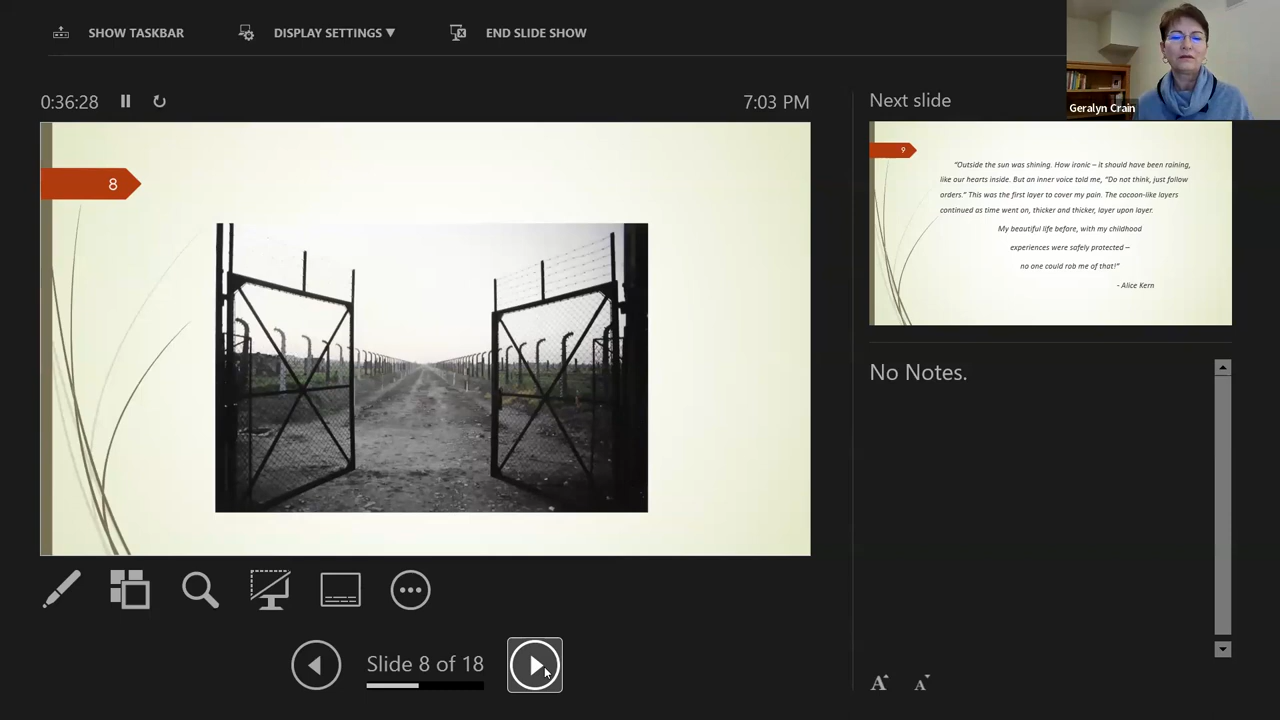 SHOW TASKBAR
DISPLAY SETTINGS ▼
END SLIDE SHOW
Geralyn Crain
0:36:28
7:03 PM
8
Next slide
9
"Outside the sun was shining. How ironic – it should have been raining,
like our hearts inside. But an inner voice told me, "Do not think, just follow
orders." This was the first layer to cover my pain. The cocoon-like layers
continued as time went on, thicker and thicker, layer upon layer.
My beautiful life before, with my childhood
experiences were safely protected –
no one could rob me of that!"
- Alice Kern
No Notes.
Slide 8 of 18
A A